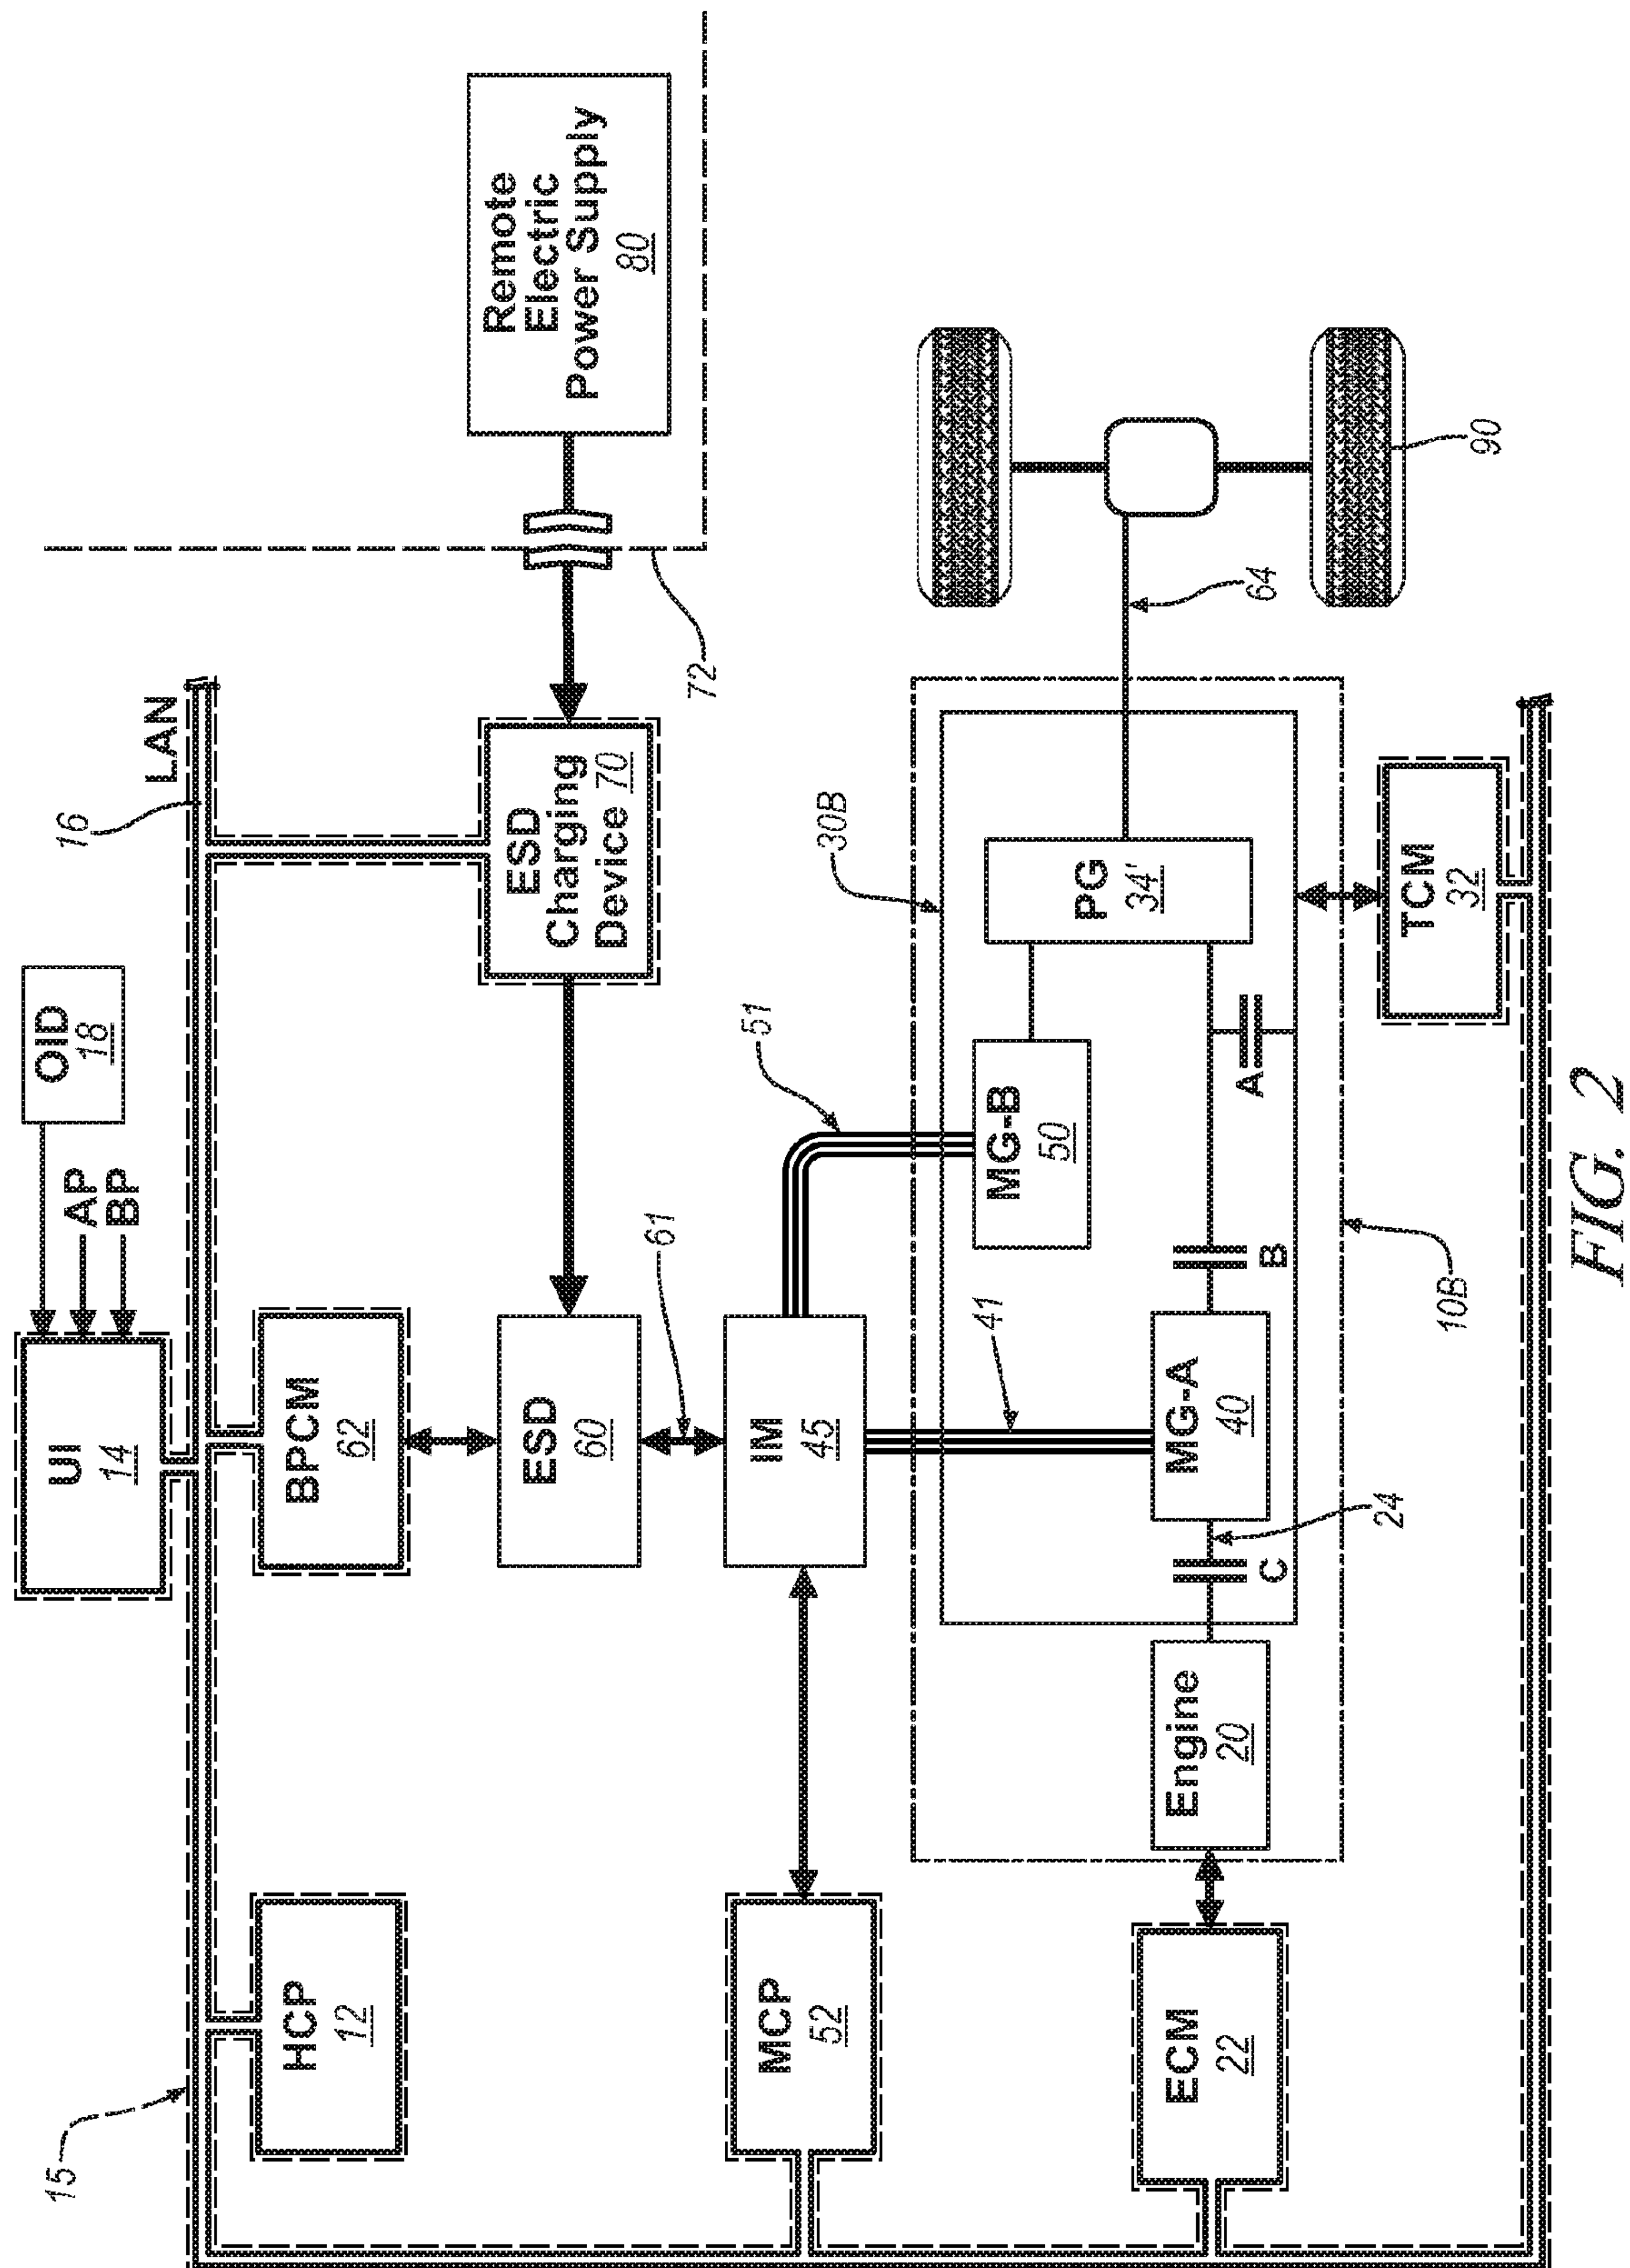 15
HCP
12
UI
14
OID
18
AP
BP
16
LAN
BPCM
62
ESD
60
61
ESD
Charging
Device 70
Remote
Electric
Power Supply
80
72
MCP
52
IM
45
51
41
30B
MG-B
50
PG
34'
64
ECM
22
Engine
20
C
24
MG-A
40
B
A
10B
TCM
32
90
FIG. 2